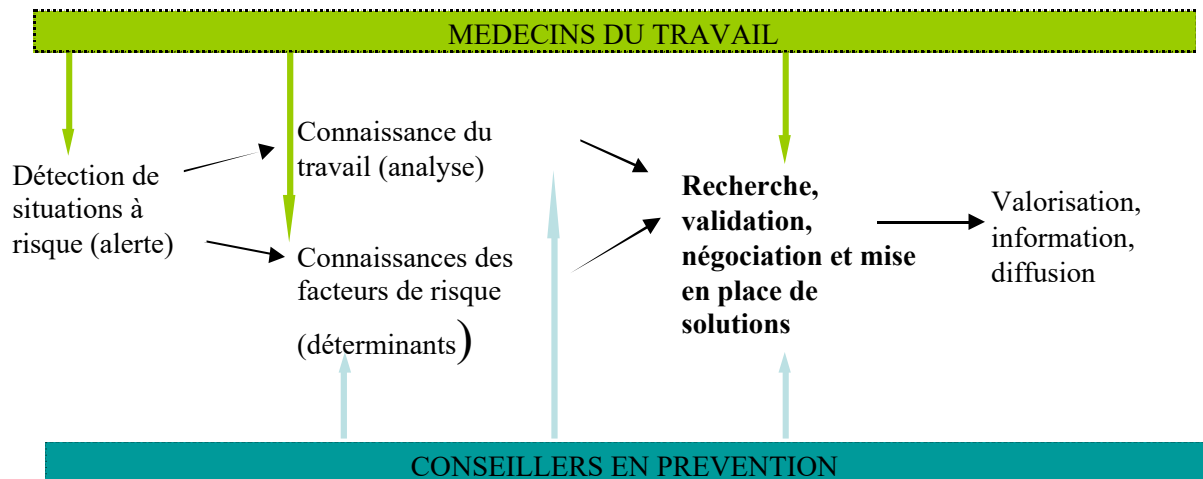 MEDECINS DU TRAVAIL
Détection de
situations à
risque (alerte)
Connaissance du
travail (analyse)
Connaissances des
facteurs de risque
(déterminants)
Recherche,
validation,
négociation et mise
en place de
solutions
Valorisation,
information,
diffusion
CONSEILLERS EN PREVENTION